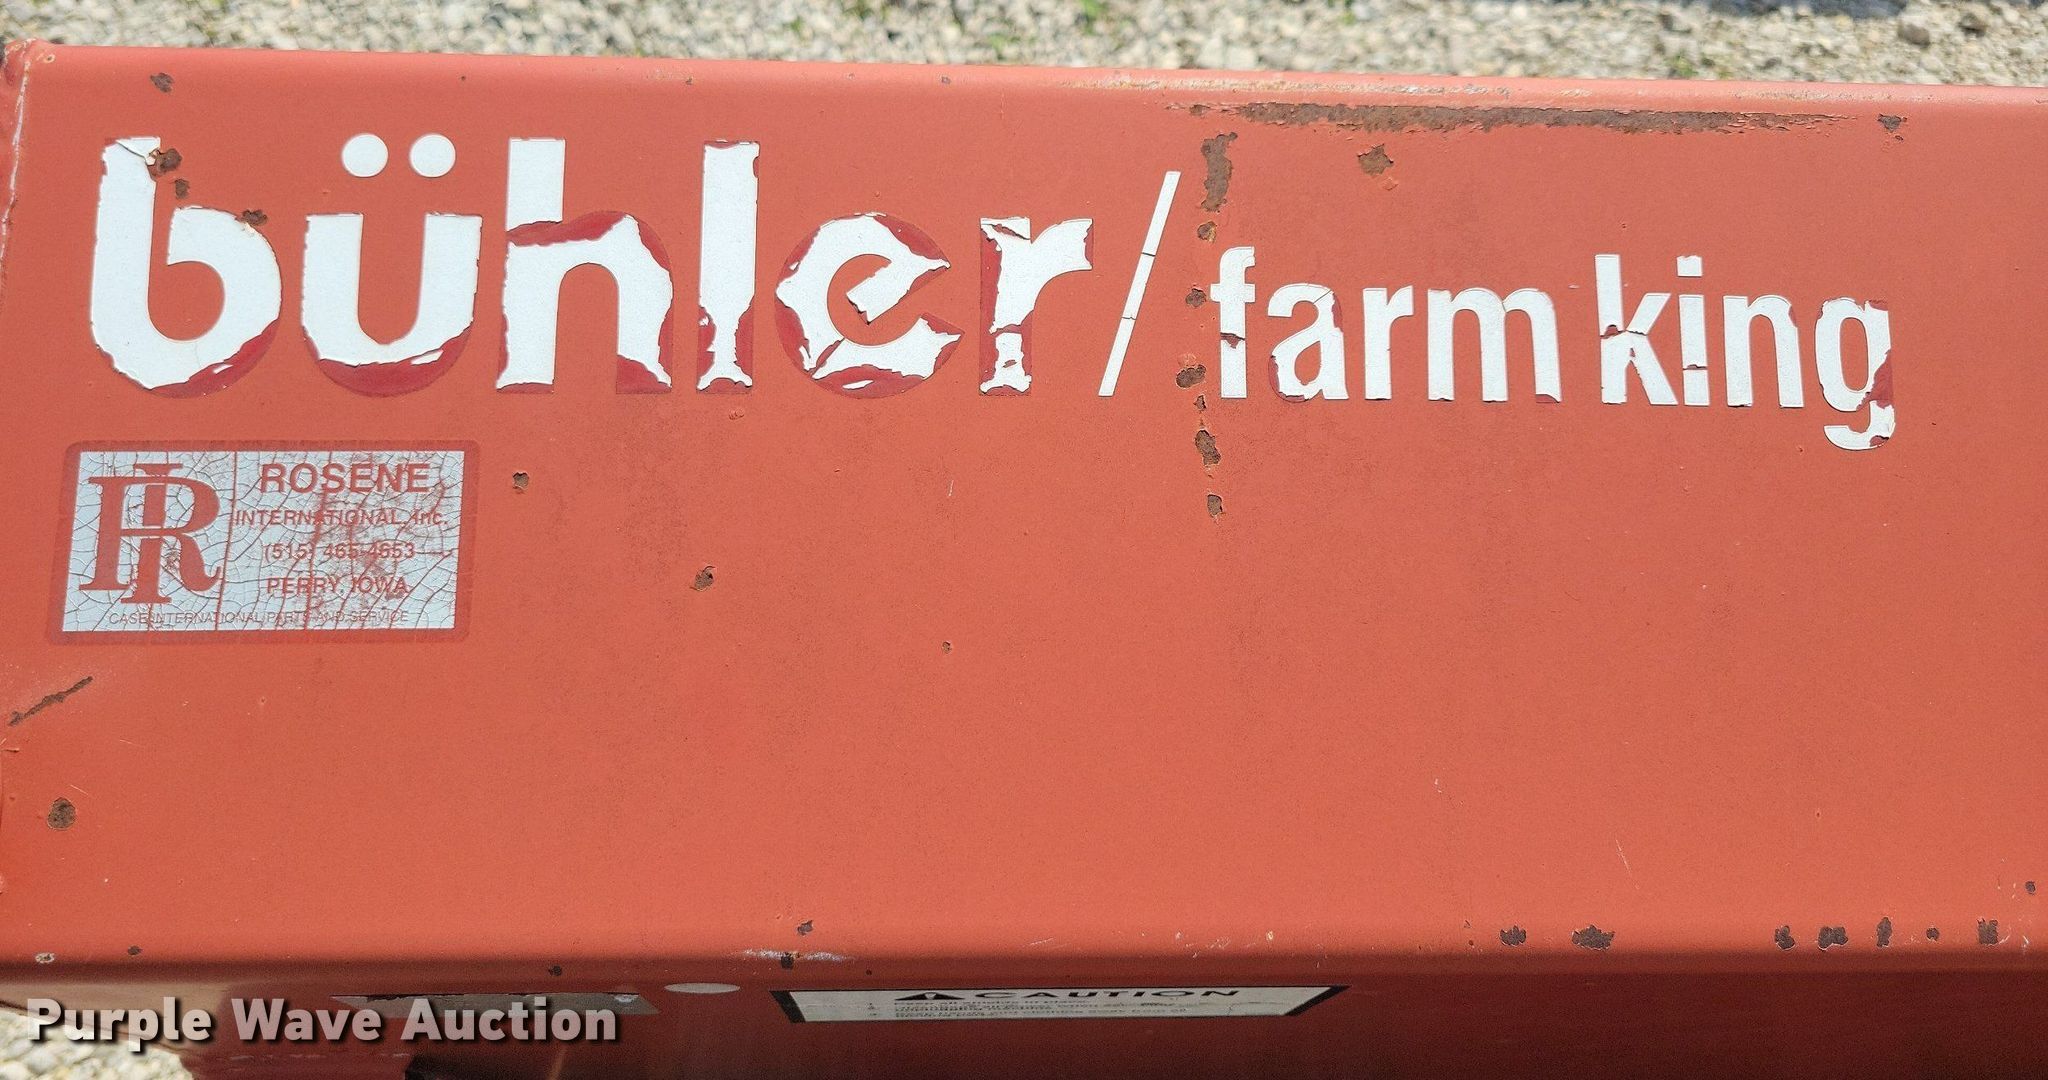 bühler/farm king
IR
ROSENE
INTERNATIONAL, Inc.
(515) 465-4653
PERRY, IOWA
CASE INTERNATIONAL PARTS AND SERVICE
CAUTION
Purple Wave Auction